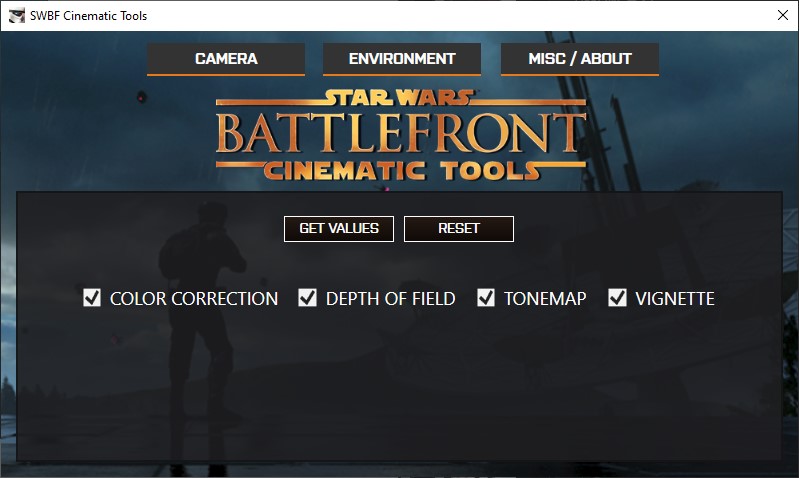 SWBF Cinematic Tools
CAMERA ENVIRONMENT MISC / ABOUT
STAR WARS
BATTLEFRONT
CINEMATIC TOOLS
GET VALUES RESET
COLOR CORRECTION DEPTH OF FIELD TONEMAP VIGNETTE